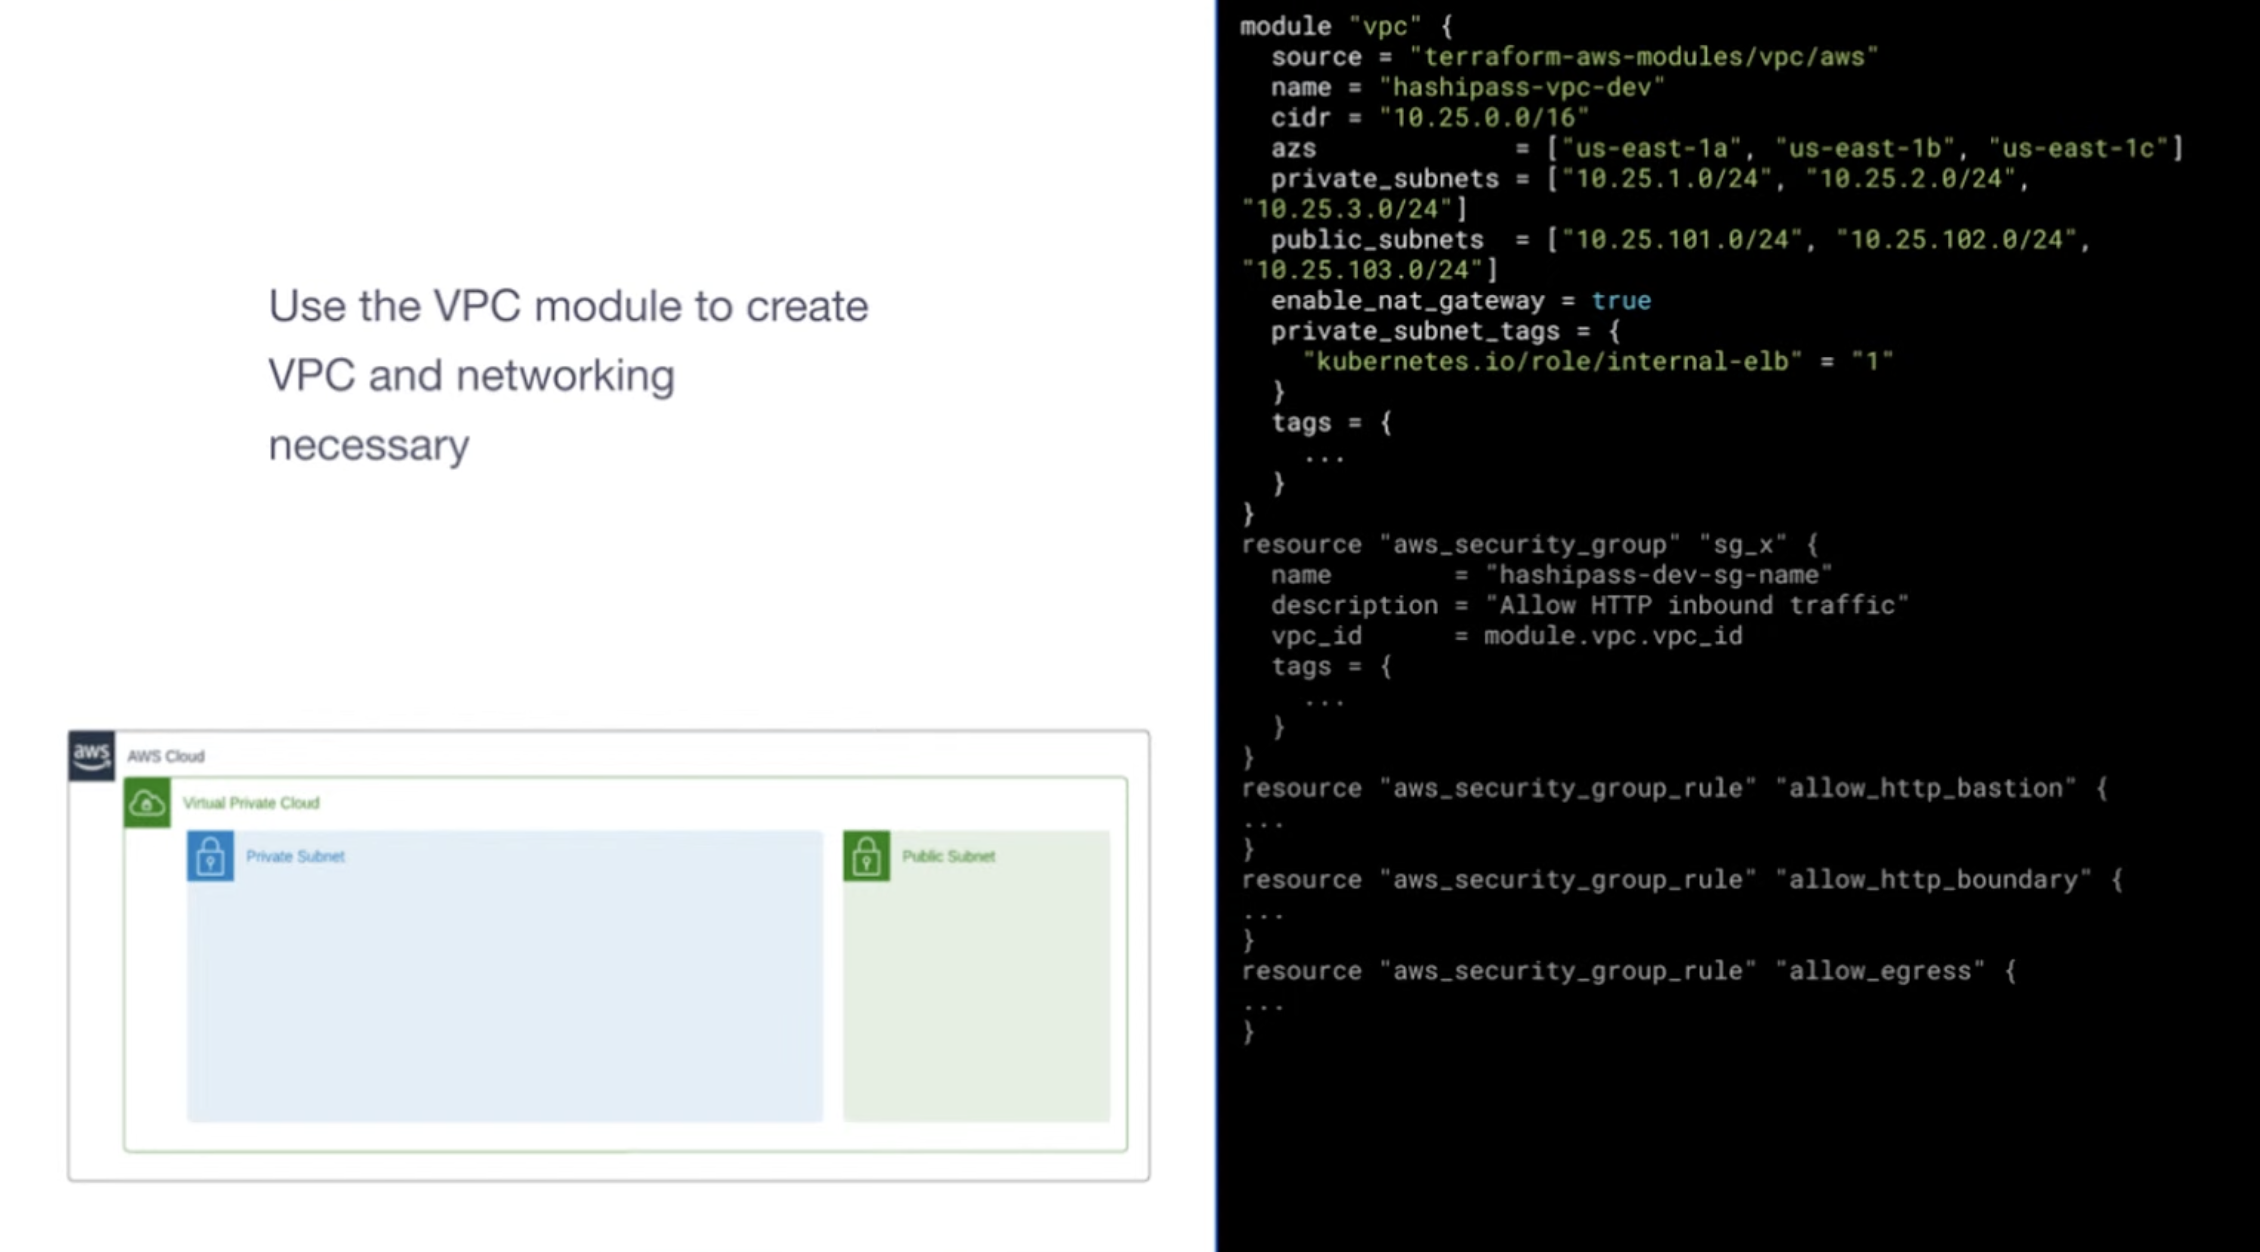 Use the VPC module to create
VPC and networking
necessary
aws
AWS Cloud
Virtual Private Cloud
Private Subnet
Public Subnet
module "vpc" {
  source = "terraform-aws-modules/vpc/aws"
  name = "hashipass-vpc-dev"
  cidr = "10.25.0.0/16"
  azs             = ["us-east-1a", "us-east-1b", "us-east-1c"]
  private_subnets = ["10.25.1.0/24", "10.25.2.0/24",
"10.25.3.0/24"]
  public_subnets  = ["10.25.101.0/24", "10.25.102.0/24",
"10.25.103.0/24"]
  enable_nat_gateway = true
  private_subnet_tags = {
    "kubernetes.io/role/internal-elb" = "1"
  }
  tags = {
    ...
  }
}
resource "aws_security_group" "sg_x" {
  name        = "hashipass-dev-sg-name"
  description = "Allow HTTP inbound traffic"
  vpc_id      = module.vpc.vpc_id
  tags = {
    ...
  }
}
resource "aws_security_group_rule" "allow_http_bastion" {
...
}
resource "aws_security_group_rule" "allow_http_boundary" {
...
}
resource "aws_security_group_rule" "allow_egress" {
...
}